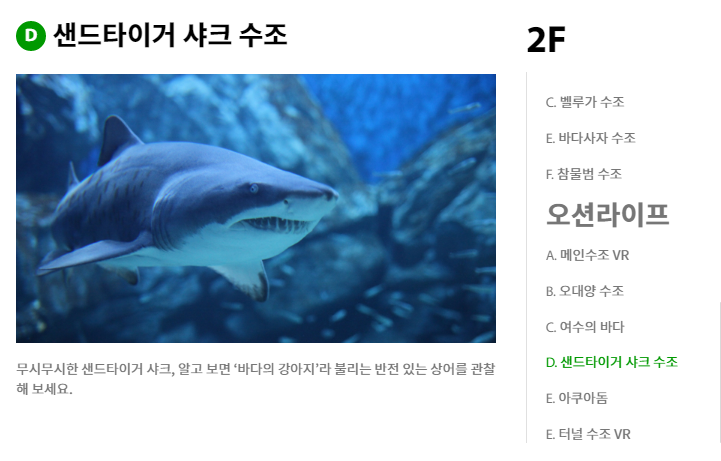 D 샌드타이거 샤크 수조
무시무시한 샌드타이거 샤크, 알고 보면 ‘바다의 강아지’라 불리는 반전 있는 상어를 관찰
해 보세요.
2F
C. 벨루가 수조
E. 바다사자 수조
F. 참물범 수조
오션라이프
A. 메인수조 VR
B. 오대양 수조
C. 여수의 바다
D. 샌드타이거 샤크 수조
E. 아쿠아돔
E. 터널 수조 VR